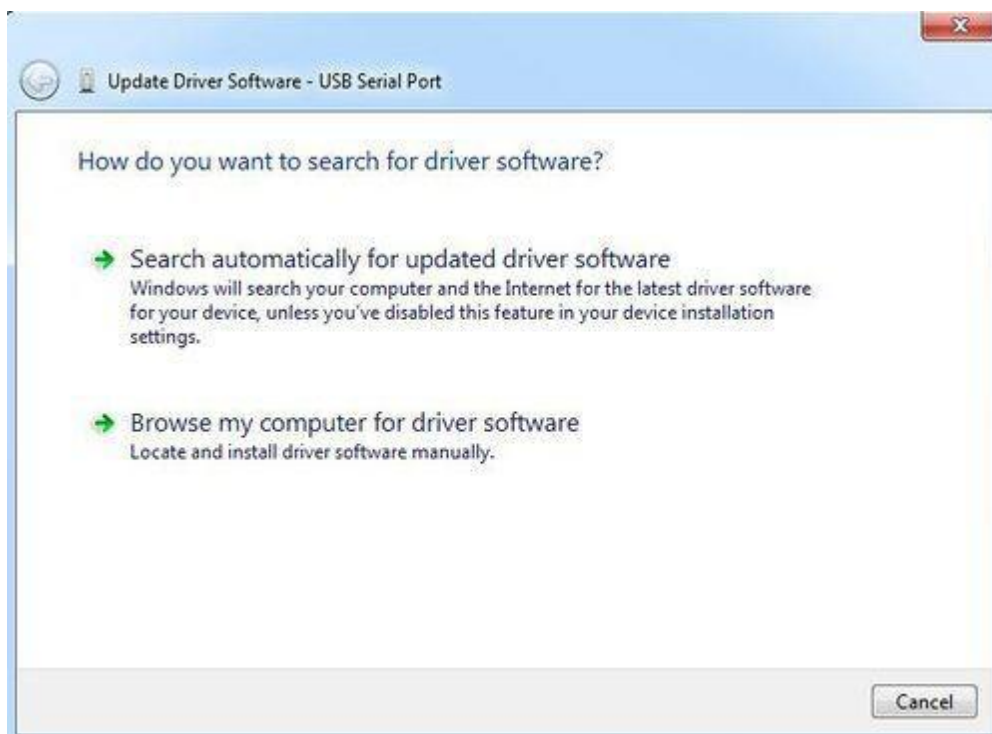 Update Driver Software - USB Serial Port
How do you want to search for driver software?
Search automatically for updated driver software
Windows will search your computer and the Internet for the latest driver software
for your device, unless you've disabled this feature in your device installation
settings.
Browse my computer for driver software
Locate and install driver software manually.
Cancel